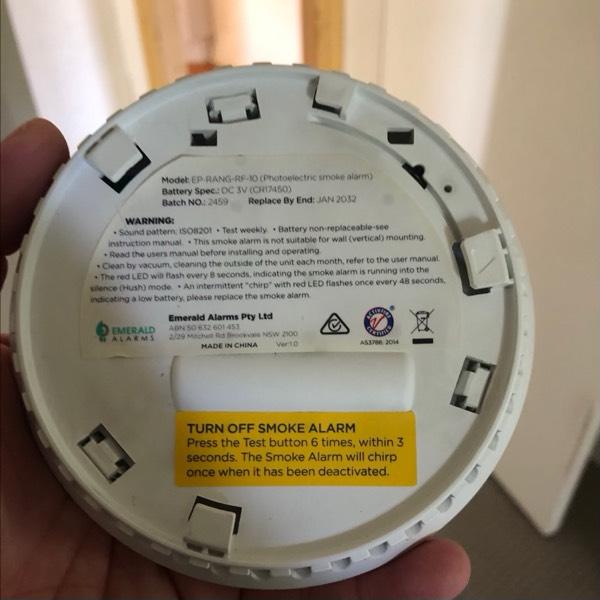 Model: EP-RANG-RF-10 (Photoelectric smoke alarm)
Battery Spec.: DC 3V (CR17450)
Batch NO.: 2459 Replace By End: JAN 2032
WARNING:
• Sound pattern: ISO8201 • Test weekly. • Battery non-replaceable-see
instruction manual. • This smoke alarm is not suitable for wall (vertical) mounting.
• Read the users manual before installing and operating.
• Clean by vacuum, cleaning the outside of the unit each month, refer to the user manual.
• The red LED will flash every 8 seconds, indicating the smoke alarm is running into the
silence (Hush) mode. • An intermittent "chirp" with red LED flashes once every 48 seconds,
indicating a low battery, please replace the smoke alarm.
EMERALD
ALARMS
Emerald Alarms Pty Ltd
ABN 50 632 601 453
2/29 Mitchell Rd Brookvale NSW 2100
MADE IN CHINA Ver:1.0
AS3786: 2014
TURN OFF SMOKE ALARM
Press the Test button 6 times, within 3
seconds. The Smoke Alarm will chirp
once when it has been deactivated.